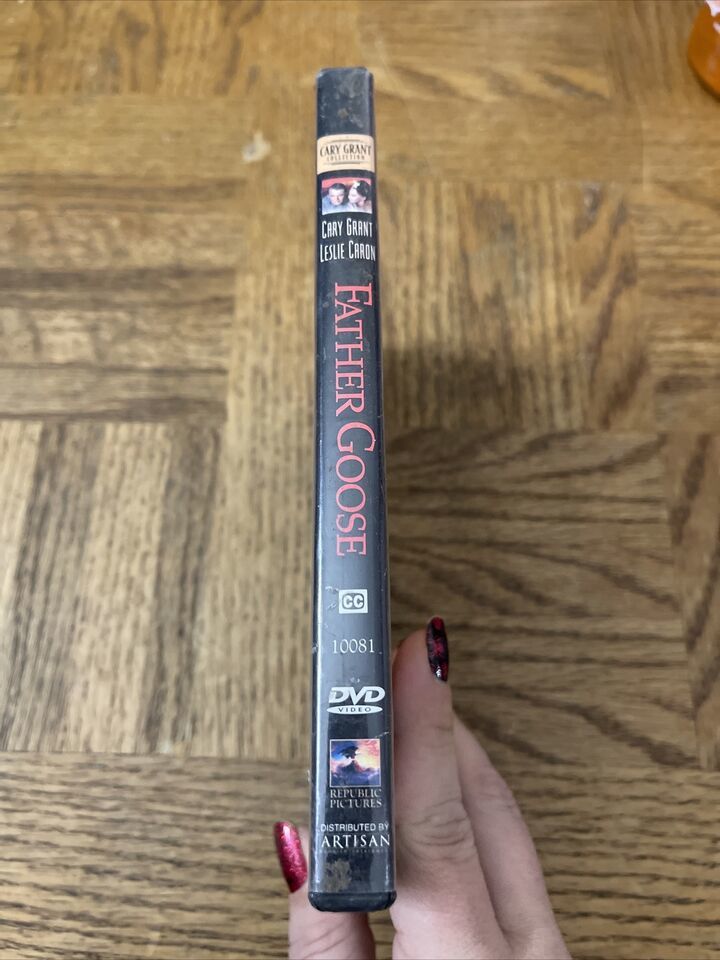 CARY GRANT
COLLECTION
CARY GRANT
LESLIE CARON
FATHER GOOSE
CC
10081
DVD
VIDEO
REPUBLIC
PICTURES
DISTRIBUTED BY
ARTISAN